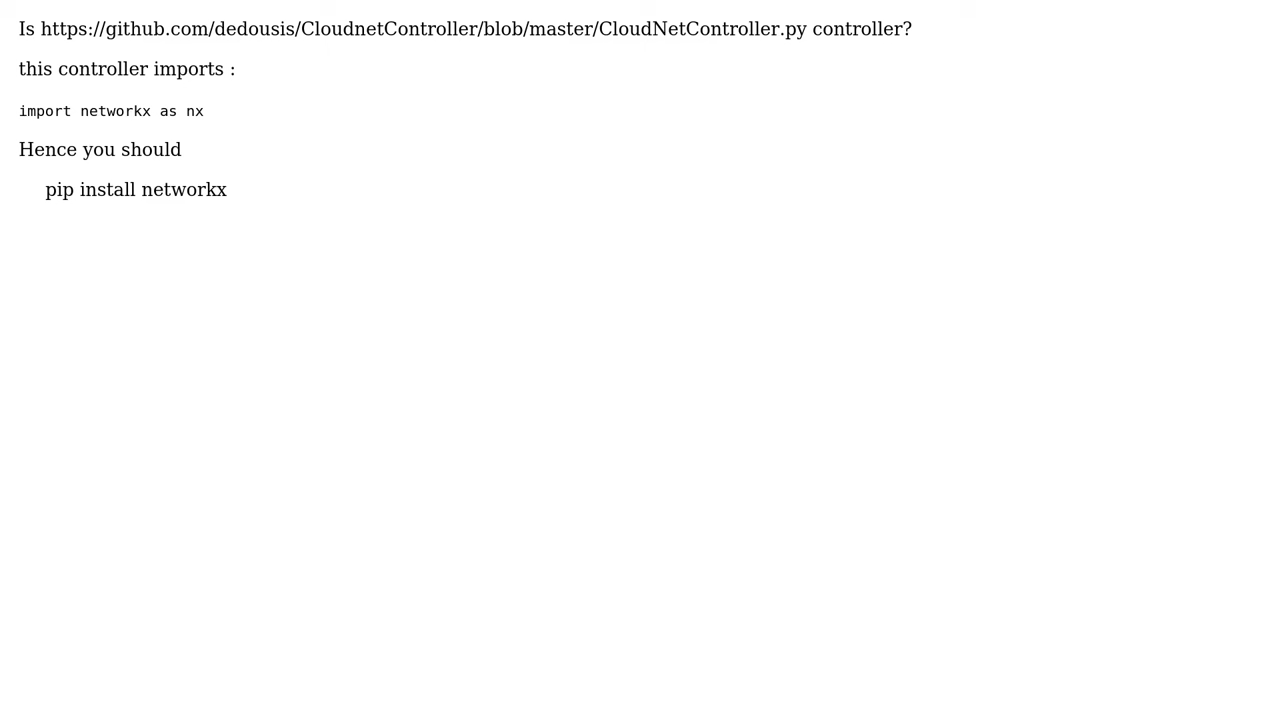 Is https://github.com/dedousis/CloudnetController/blob/master/CloudNetController.py controller?
this controller imports :
import networkx as nx
Hence you should
pip install networkx